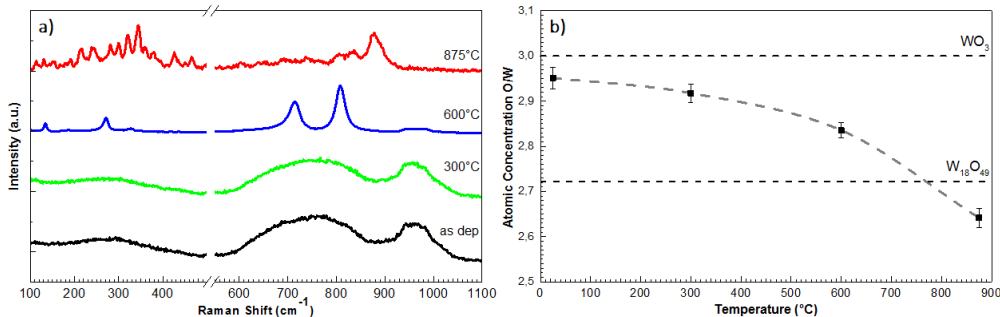 a)
875°C
600°C
300°C
as dep
Intensity (a.u.)
100 200 300 400 600 700 800 900 1000 1100
Raman Shift (cm-1)
b)
WO3
W18O49
3,1
3,0
2,9
2,8
2,7
2,6
2,5
Atomic Concentration O/W
0 100 200 300 400 500 600 700 800 900
Temperature (°C)